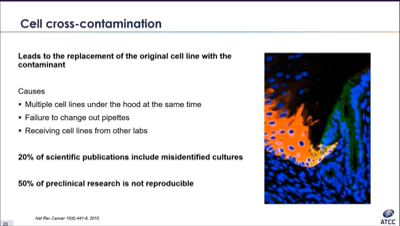 Cell cross-contamination
Leads to the replacement of the original cell line with the
contaminant
Causes
▪ Multiple cell lines under the hood at the same time
▪ Failure to change out pipettes
▪ Receiving cell lines from other labs
20% of scientific publications include misidentified cultures
50% of preclinical research is not reproducible
Nat Rev Cancer 10(6) 441-8, 2010.
ATCC